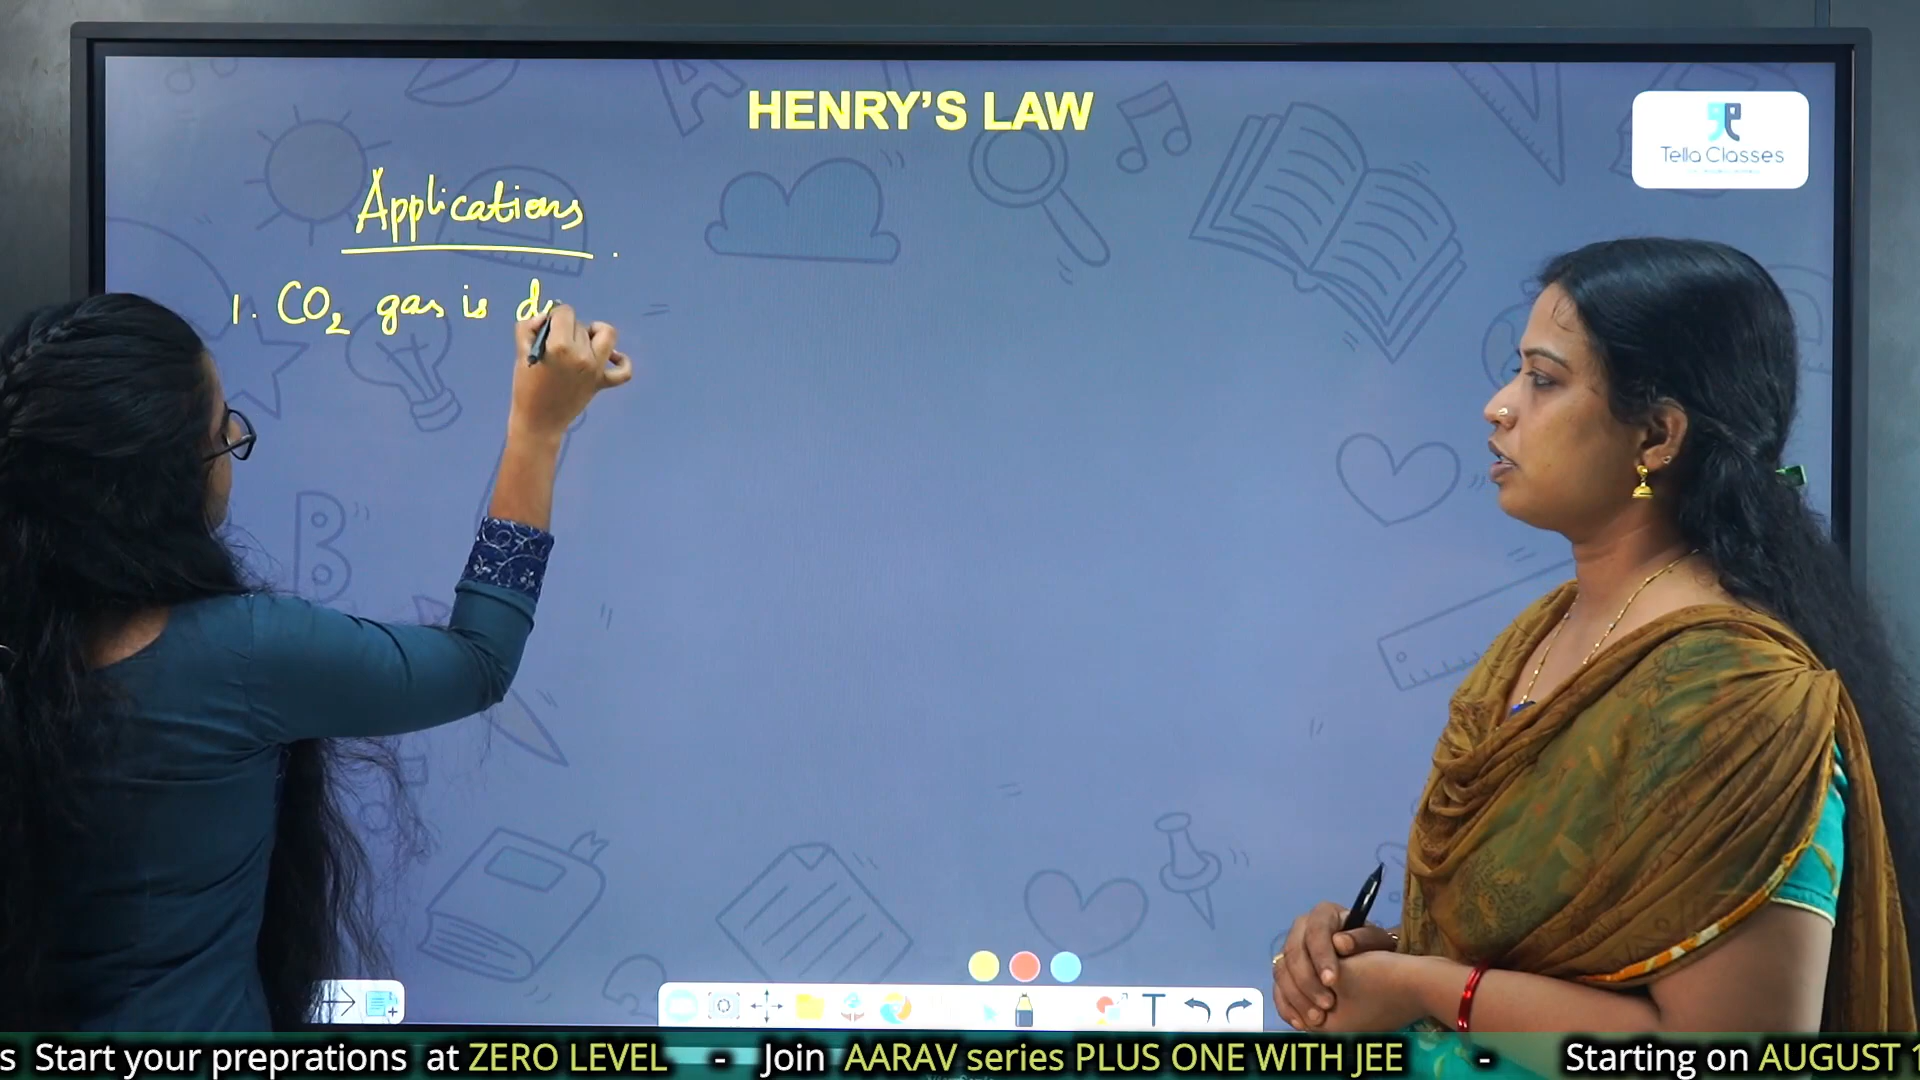 HENRY'S LAW
Tella Classes
Applications
1. CO2 gas is
s Start your preprations at ZERO LEVEL - Join AARAV series PLUS ONE WITH JEE - Starting on AUGUST